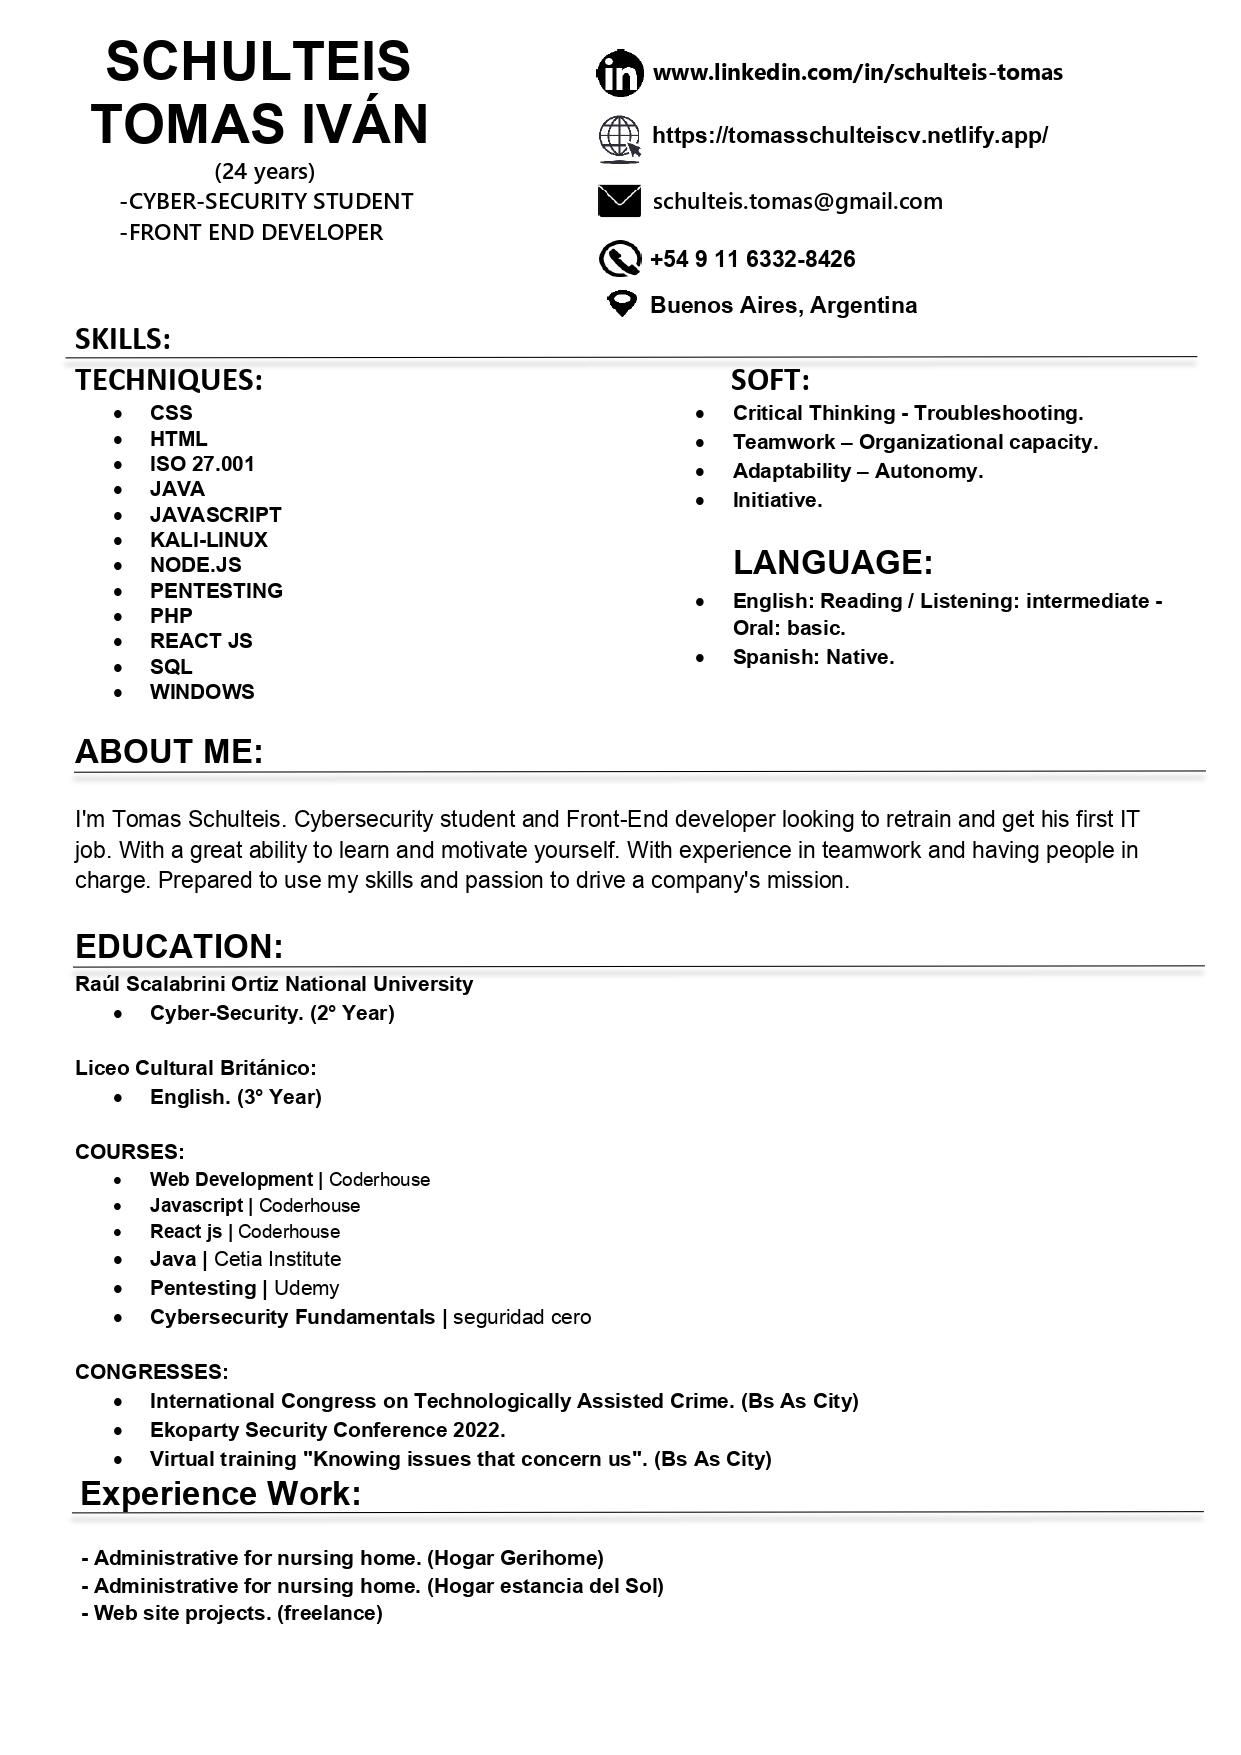 SCHULTEIS
TOMAS IVÁN
(24 years)
-CYBER-SECURITY STUDENT
-FRONT END DEVELOPER
in
www.linkedin.com/in/schulteis-tomas
https://tomasschulteiscv.netlify.app/
schulteis.tomas@gmail.com
+54 9 11 6332-8426
Buenos Aires, Argentina
SKILLS:
TECHNIQUES:
• CSS
• HTML
• ISO 27.001
• JAVA
• JAVASCRIPT
• KALI-LINUX
• NODE.JS
• PENTESTING
• PHP
• REACT JS
• SQL
• WINDOWS
SOFT:
• Critical Thinking - Troubleshooting.
• Teamwork – Organizational capacity.
• Adaptability – Autonomy.
• Initiative.
LANGUAGE:
• English: Reading / Listening: intermediate -
Oral: basic.
• Spanish: Native.
ABOUT ME:
I'm Tomas Schulteis. Cybersecurity student and Front-End developer looking to retrain and get his first IT
job. With a great ability to learn and motivate yourself. With experience in teamwork and having people in
charge. Prepared to use my skills and passion to drive a company's mission.
EDUCATION:
Raúl Scalabrini Ortiz National University
• Cyber-Security. (2° Year)
Liceo Cultural Británico:
• English. (3° Year)
COURSES:
• Web Development | Coderhouse
• Javascript | Coderhouse
• React js | Coderhouse
• Java | Cetia Institute
• Pentesting | Udemy
• Cybersecurity Fundamentals | seguridad cero
CONGRESSES:
• International Congress on Technologically Assisted Crime. (Bs As City)
• Ekoparty Security Conference 2022.
• Virtual training "Knowing issues that concern us". (Bs As City)
Experience Work:
- Administrative for nursing home. (Hogar Gerihome)
- Administrative for nursing home. (Hogar estancia del Sol)
- Web site projects. (freelance)